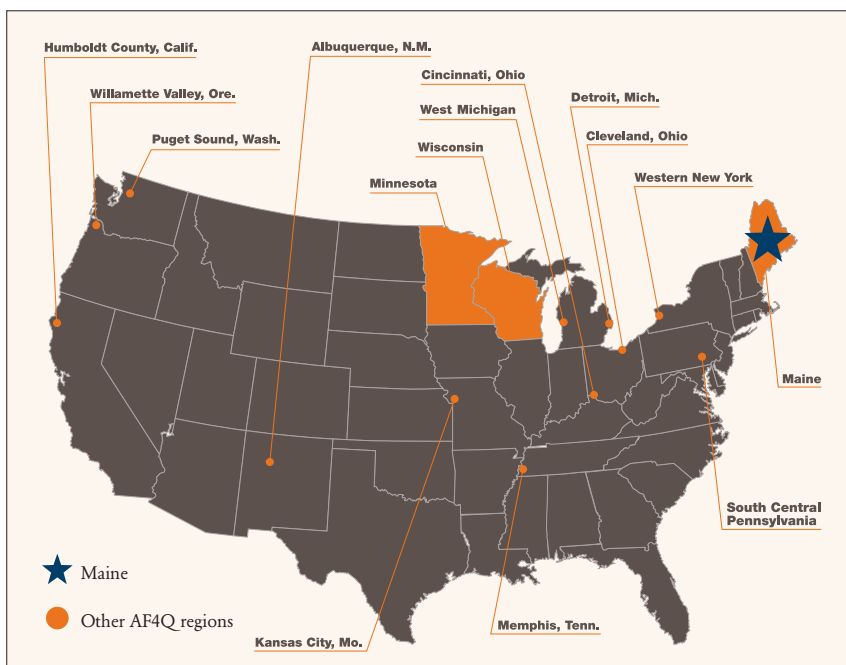 Humboldt County, Calif.
Albuquerque, N.M.
Cincinnati, Ohio
Detroit, Mich.
Willamette Valley, Ore.
West Michigan
Cleveland, Ohio
Puget Sound, Wash.
Wisconsin
Western New York
Minnesota
Maine
South Central
Pennsylvania
Maine
Other AF4Q regions
Memphis, Tenn.
Kansas City, Mo.